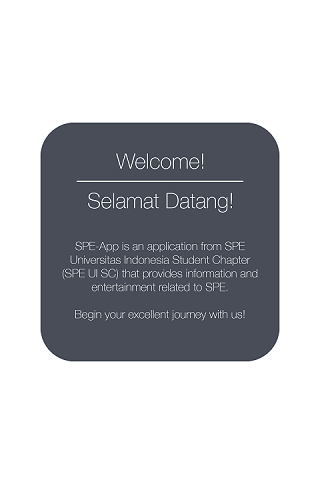 Welcome!
Selamat Datang!
SPE-App is an application from SPE
Universitas Indonesia Student Chapter
(SPE UI SC) that provides information and
entertainment related to SPE.
Begin your excellent journey with us!